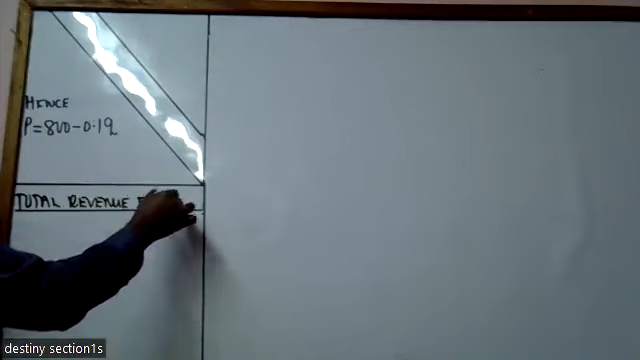 HENCE
P=800-0.1q
TOTAL REVENUE
destiny section1s